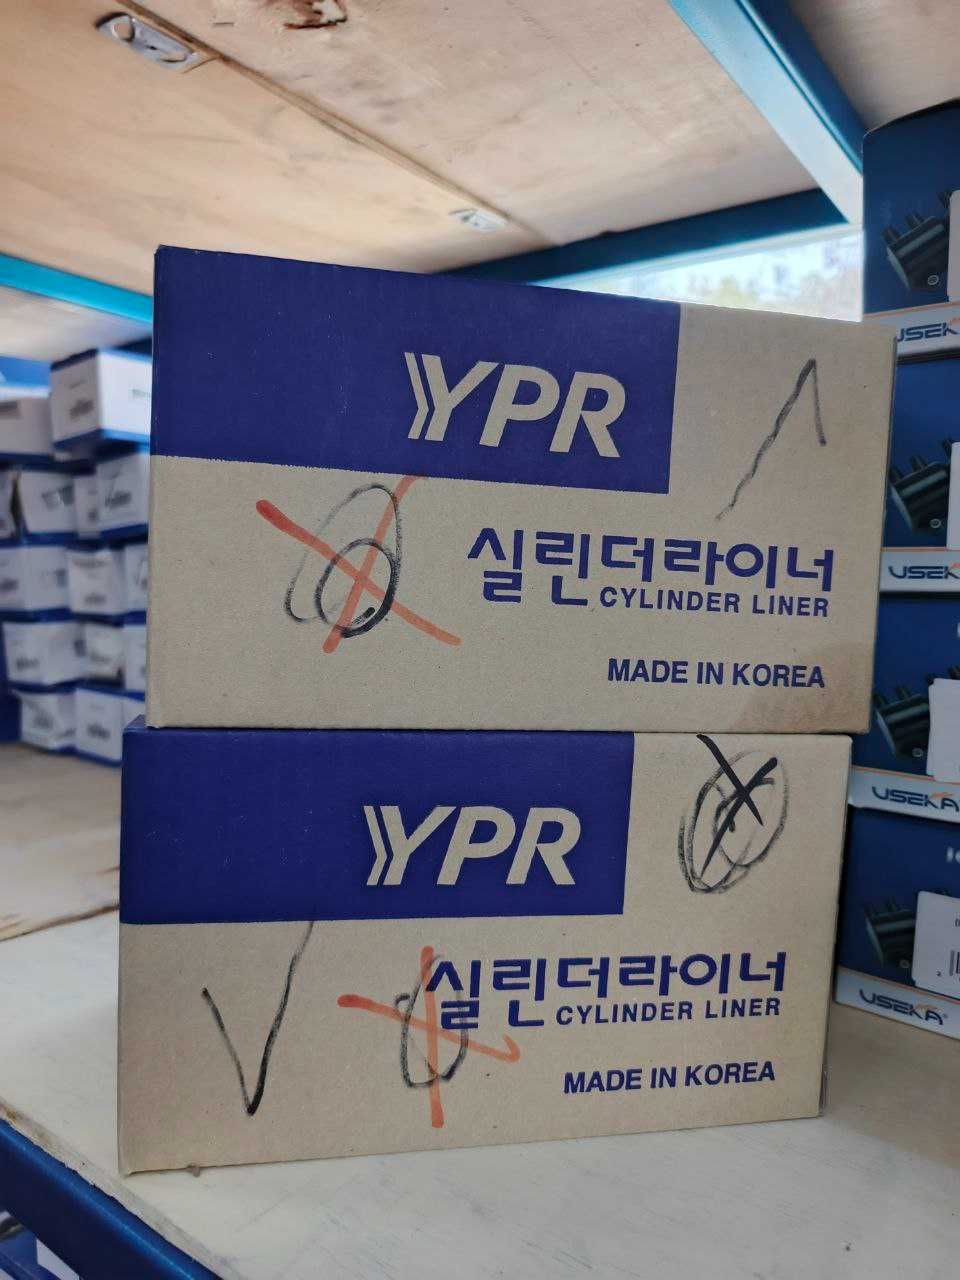 YPR
실린더라이너
CYLINDER LINER
MADE IN KOREA
YPR
실린더라이너
CYLINDER LINER
MADE IN KOREA
USEKA
USEKA
USEKA